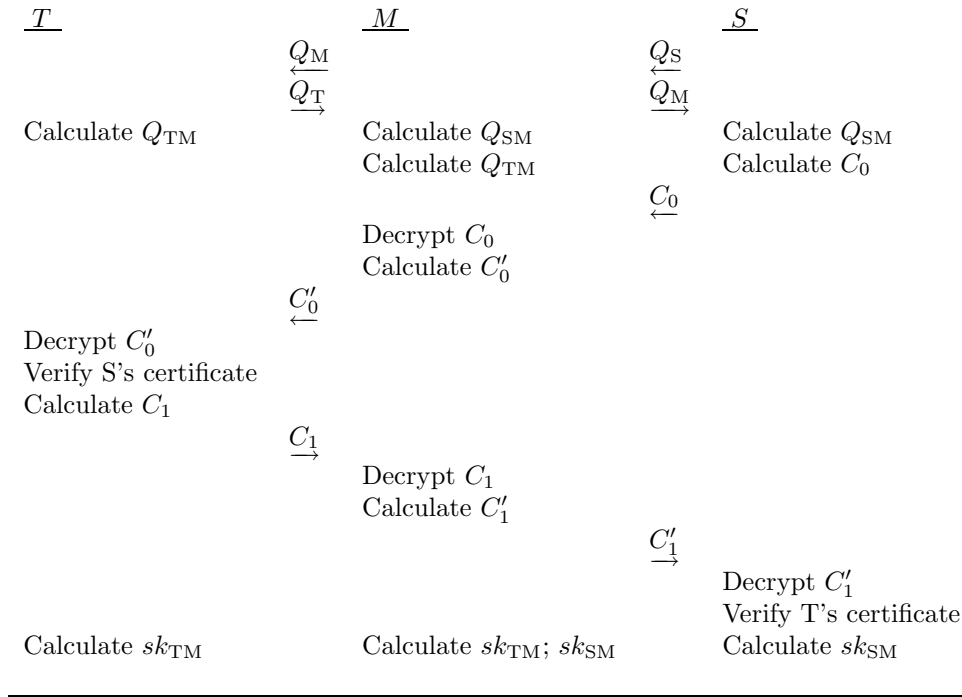 T M S
Q_M Q_S
Q_T Q_M
Calculate Q_TM Calculate Q_SM Calculate Q_SM
Calculate Q_TM Calculate C_0
C_0
Decrypt C_0
Calculate C′_0
C′_0
Decrypt C′_0
Verify S's certificate
Calculate C_1
C_1
Decrypt C_1
Calculate C′_1
C′_1
Decrypt C′_1
Verify T's certificate
Calculate sk_TM Calculate sk_TM; sk_SM Calculate sk_SM